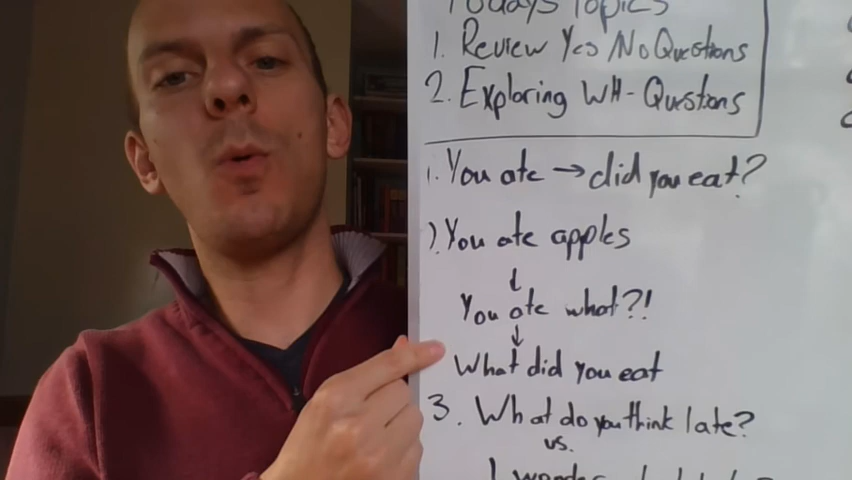 Todays Topics
1. Review Yes/No Questions
2. Exploring WH-Questions
1. You ate → did you eat?
2. You ate apples
↓
You ate what?!
↓
What did you eat
3. What do you think I ate?
vs.
I wonder